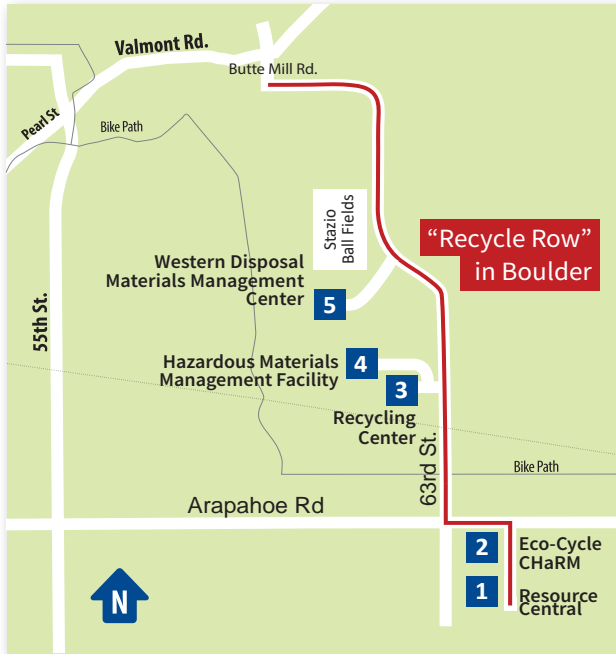 Valmont Rd.
Butte Mill Rd.
Pearl St
Bike Path
Stazio
Ball Fields
“Recycle Row”
in Boulder
Western Disposal
Materials Management
Center
5
55th St.
Hazardous Materials
Management Facility
4
3
Recycling
Center
63rd St.
Bike Path
Arapahoe Rd
2
Eco-Cycle
CHaRM
1
Resource
Central
N